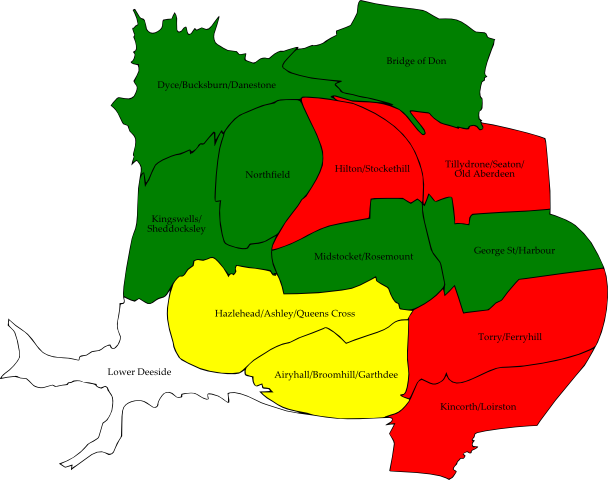 Bridge of Don
Dyce/Bucksburn/Danestone
Tillydrone/Seaton/
Old Aberdeen
Hilton/Stockethill
Northfield
Kingswells/
Sheddocksley
George St/Harbour
Midstocket/Rosemount
Hazlehead/Ashley/Queens Cross
Torry/Ferryhill
Lower Deeside
Airyhall/Broomhill/Garthdee
Kincorth/Loirston